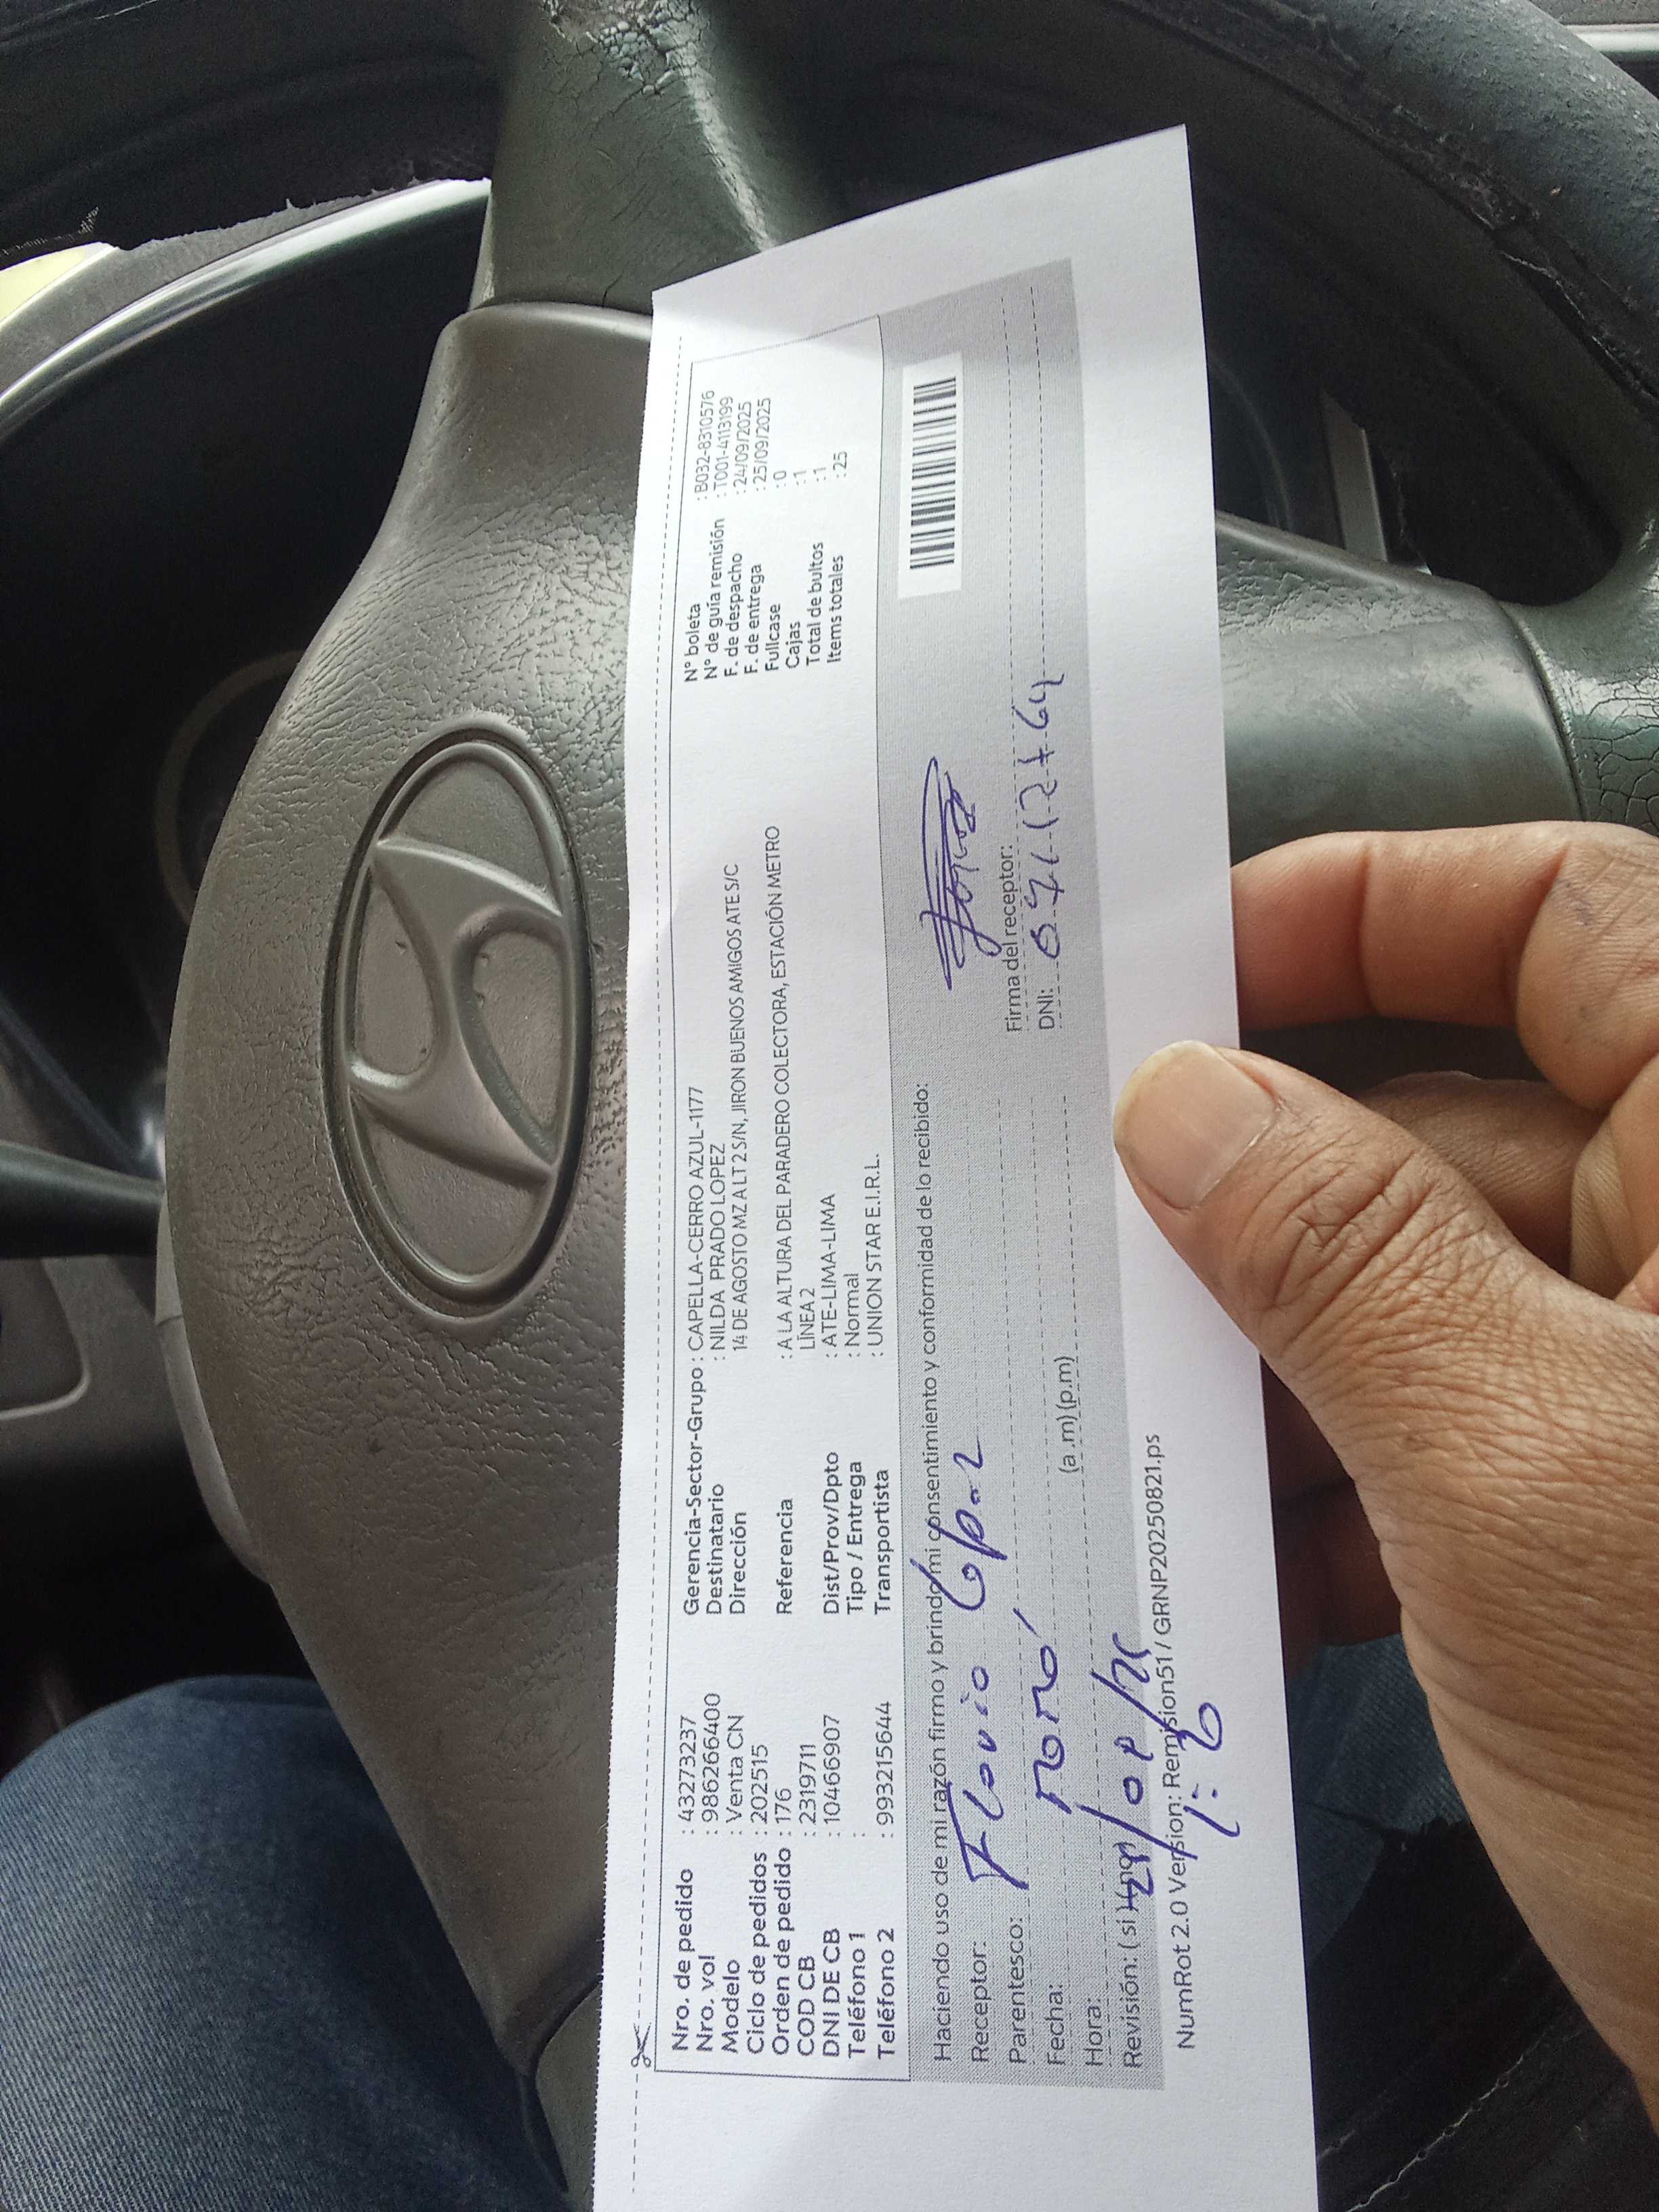 Nro. de pedido : 43273237 Gerencia-Sector-Grupo : CAPELLA-CERRO AZUL-1177 N° boleta : B032-8310576
Nro. vol : 986266400 Destinatario : NILDA PRADO LOPEZ N° de guía remisión : T001-4113199
Modelo : Venta CN Dirección 14 DE AGOSTO MZ A LT 2 S/N, JIRON BUENOS AMIGOS ATE S/C F. de despacho : 24/09/2025
Ciclo de pedidos : 202515 F. de entrega : 25/09/2025
Orden de pedido : 176 Referencia : A LA ALTURA DEL PARADERO COLECTORA, ESTACIÓN METRO Fullcase : 0
COD CB : 2319711 LÍNEA 2 Cajas : 1
DNI DE CB : 10466907 Dist/Prov/Dpto : ATE-LIMA-LIMA Total de bultos : 1
Teléfono 1 : Tipo / Entrega : Normal Items totales : 25
Teléfono 2 : 993215644 Transportista : UNION STAR E.I.R.L.
Haciendo uso de mi razón firmo y brindo mi consentimiento y conformidad de lo recibido:
Receptor: Flavio Lopez
Parentesco: Firma del receptor:
Fecha: DNI:
Hora: (a.m) (p.m)
Revisión: ( si )
NumRot 2.0 Version: Remision51 / GRNP20250821.ps